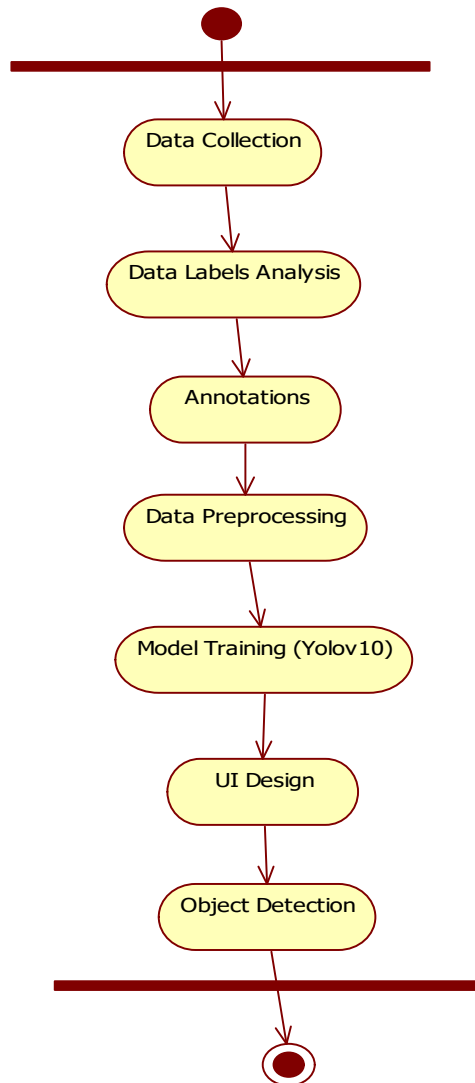 Data Collection
Data Labels Analysis
Annotations
Data Preprocessing
Model Training (Yolov10)
UI Design
Object Detection